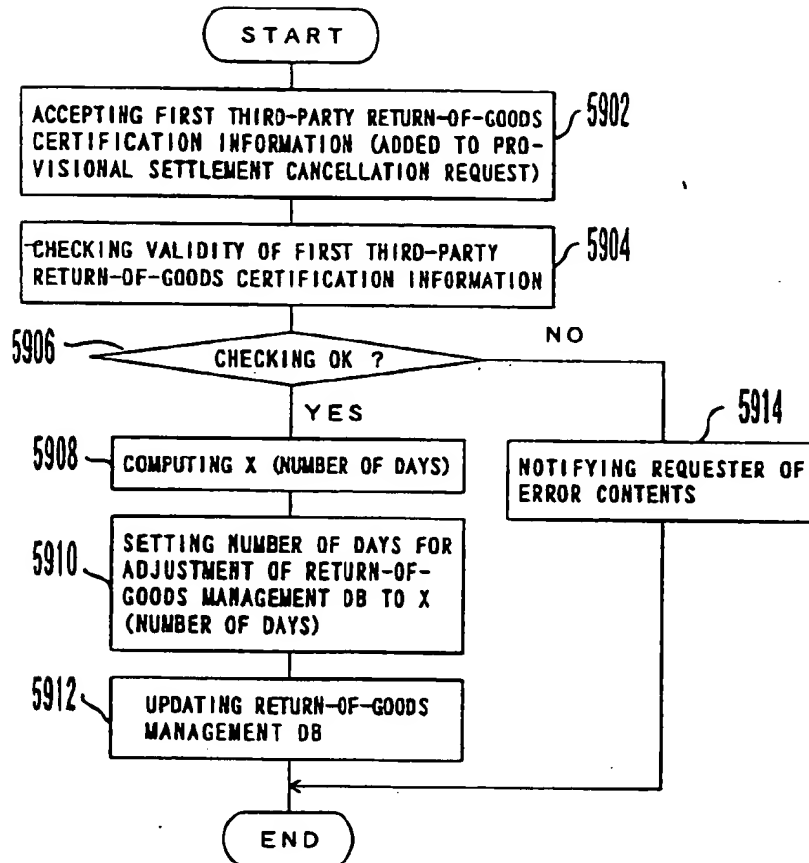 START
ACCEPTING FIRST THIRD-PARTY RETURN-OF-GOODS
CERTIFICATION INFORMATION (ADDED TO PRO-
VISIONAL SETTLEMENT CANCELLATION REQUEST)
5902
CHECKING VALIDITY OF FIRST THIRD-PARTY
RETURN-OF-GOODS CERTIFICATION INFORMATION
5904
5906
CHECKING OK ?
NO
YES
5908
COMPUTING X (NUMBER OF DAYS)
5914
NOTIFYING REQUESTER OF
ERROR CONTENTS
5910
SETTING NUMBER OF DAYS FOR
ADJUSTMENT OF RETURN-OF-
GOODS MANAGEMENT DB TO X
(NUMBER OF DAYS)
5912
UPDATING RETURN-OF-GOODS
MANAGEMENT DB
END